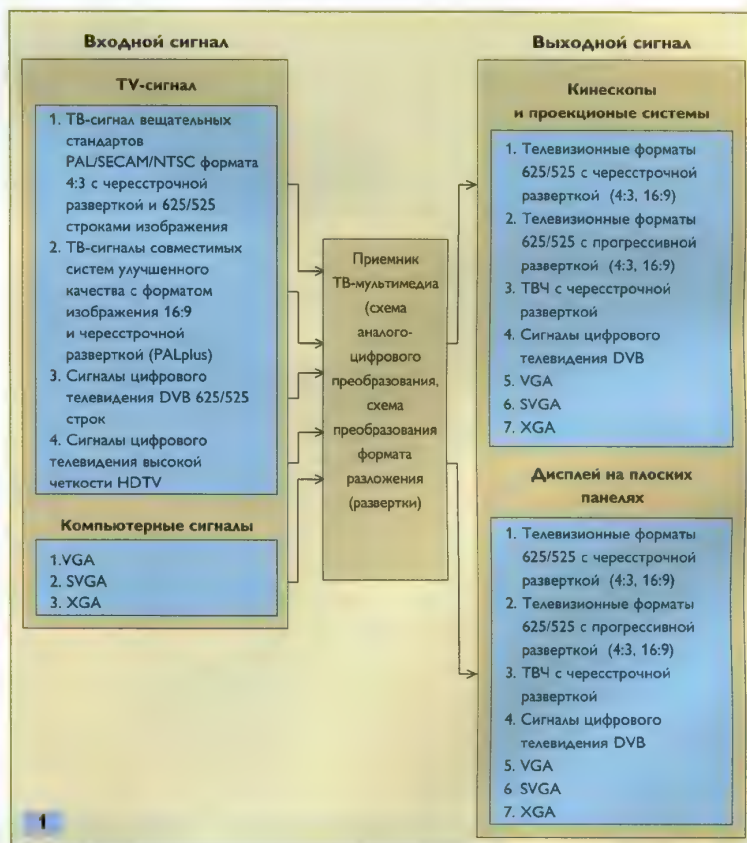 Входной сигнал
TV-сигнал
1. ТВ-сигнал вещательных
стандартов
PAL/SECAM/NTSC формата
4:3 с чересстрочной
разверткой и 625/525
строками изображения
2. ТВ-сигналы совместимых
систем улучшенного
качества с форматом
изображения 16:9
и чересстрочной
разверткой (PALplus)
3. Сигналы цифрового
телевидения DVB 625/525
строк
4. Сигналы цифрового
телевидения высокой
четкости HDTV
Компьютерные сигналы
1.VGA
2. SVGA
3. XGA
Приемник
ТВ-мультимедиа
(схема
аналого-
цифрового
преобразования,
схема
преобразования
формата
разложения
(развертки)
Выходной сигнал
Кинескопы
и проекционые системы
1. Телевизионные форматы
625/525 с чересстрочной
разверткой (4:3, 16:9)
2. Телевизионные форматы
625/525 с прогрессивной
разверткой (4:3, 16:9)
3. ТВЧ с чересстрочной
разверткой
4. Сигналы цифрового
телевидения DVB
5. VGA
6. SVGA
7. XGA
Дисплей на плоских
панелях
1. Телевизионные форматы
625/525 с чересстрочной
разверткой (4:3, 16:9)
2. Телевизионные форматы
625/525 с прогрессивной
разверткой (4:3, 16:9)
3. ТВЧ с чересстрочной
разверткой
4. Сигналы цифрового
телевидения DVB
5. VGA
6 SVGA
7. XGA
1